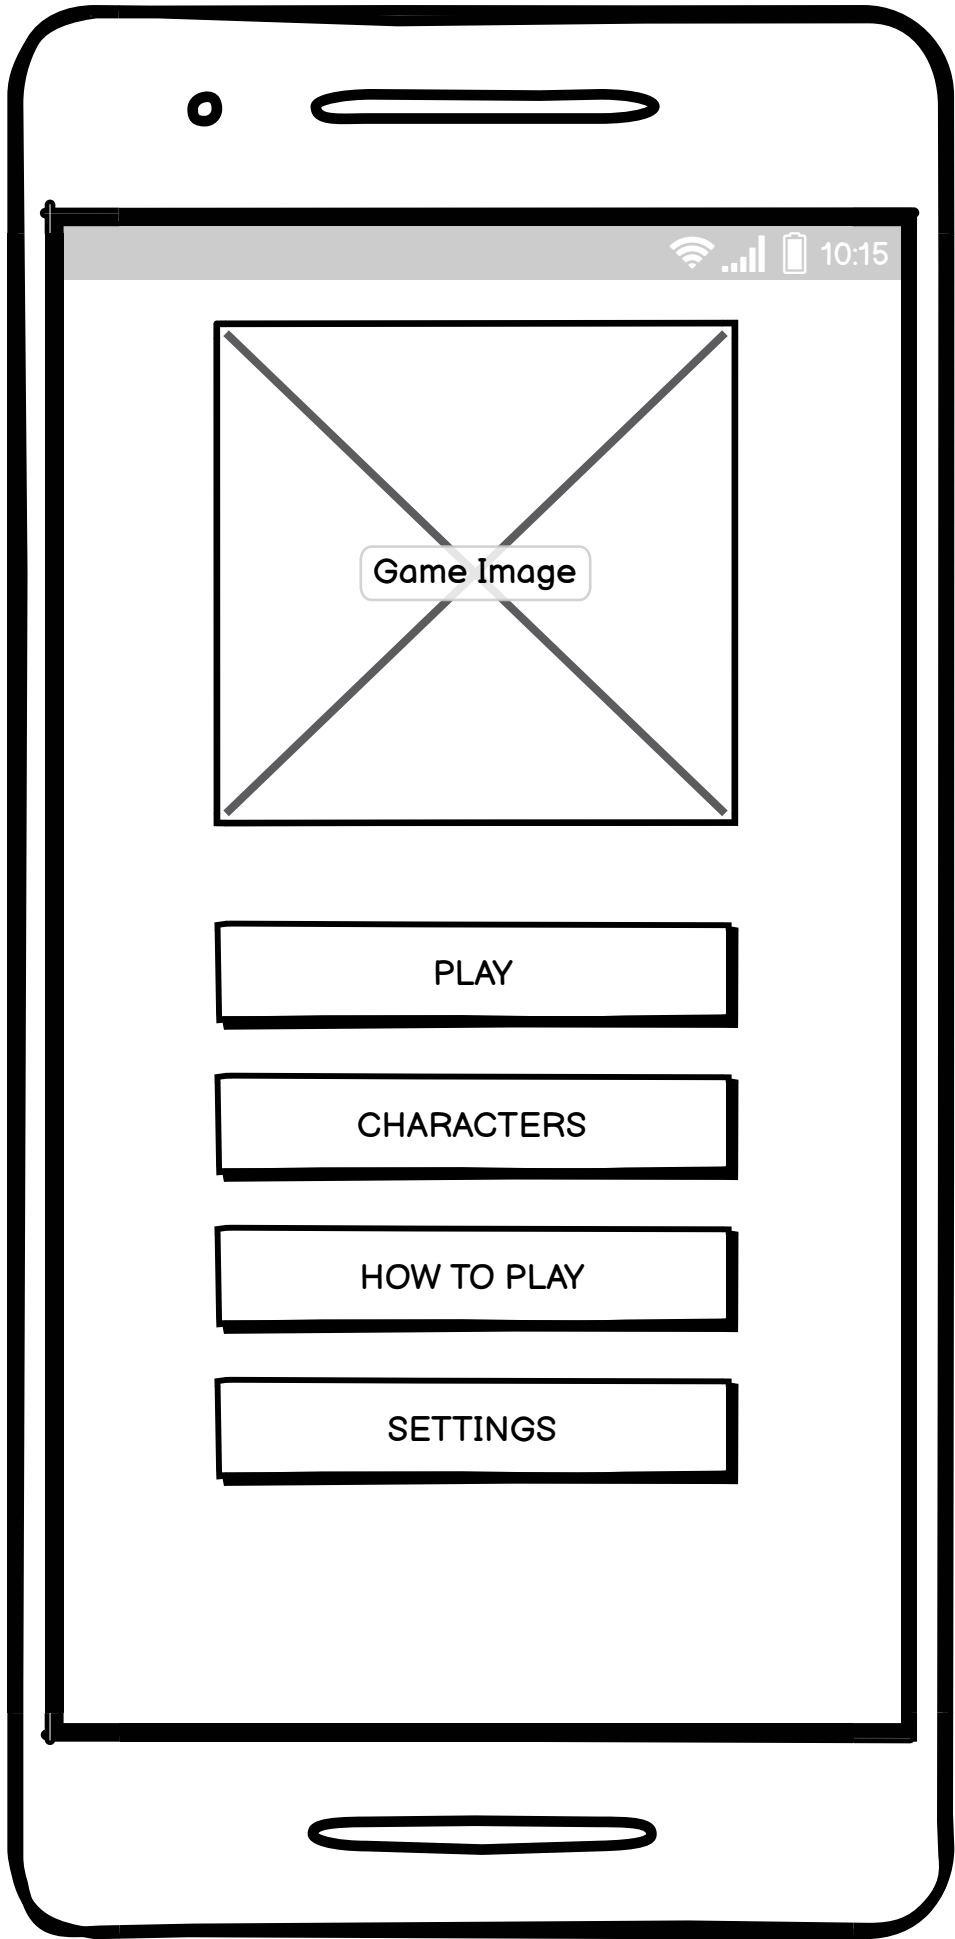 10:15
Game Image
PLAY
CHARACTERS
HOW TO PLAY
SETTINGS